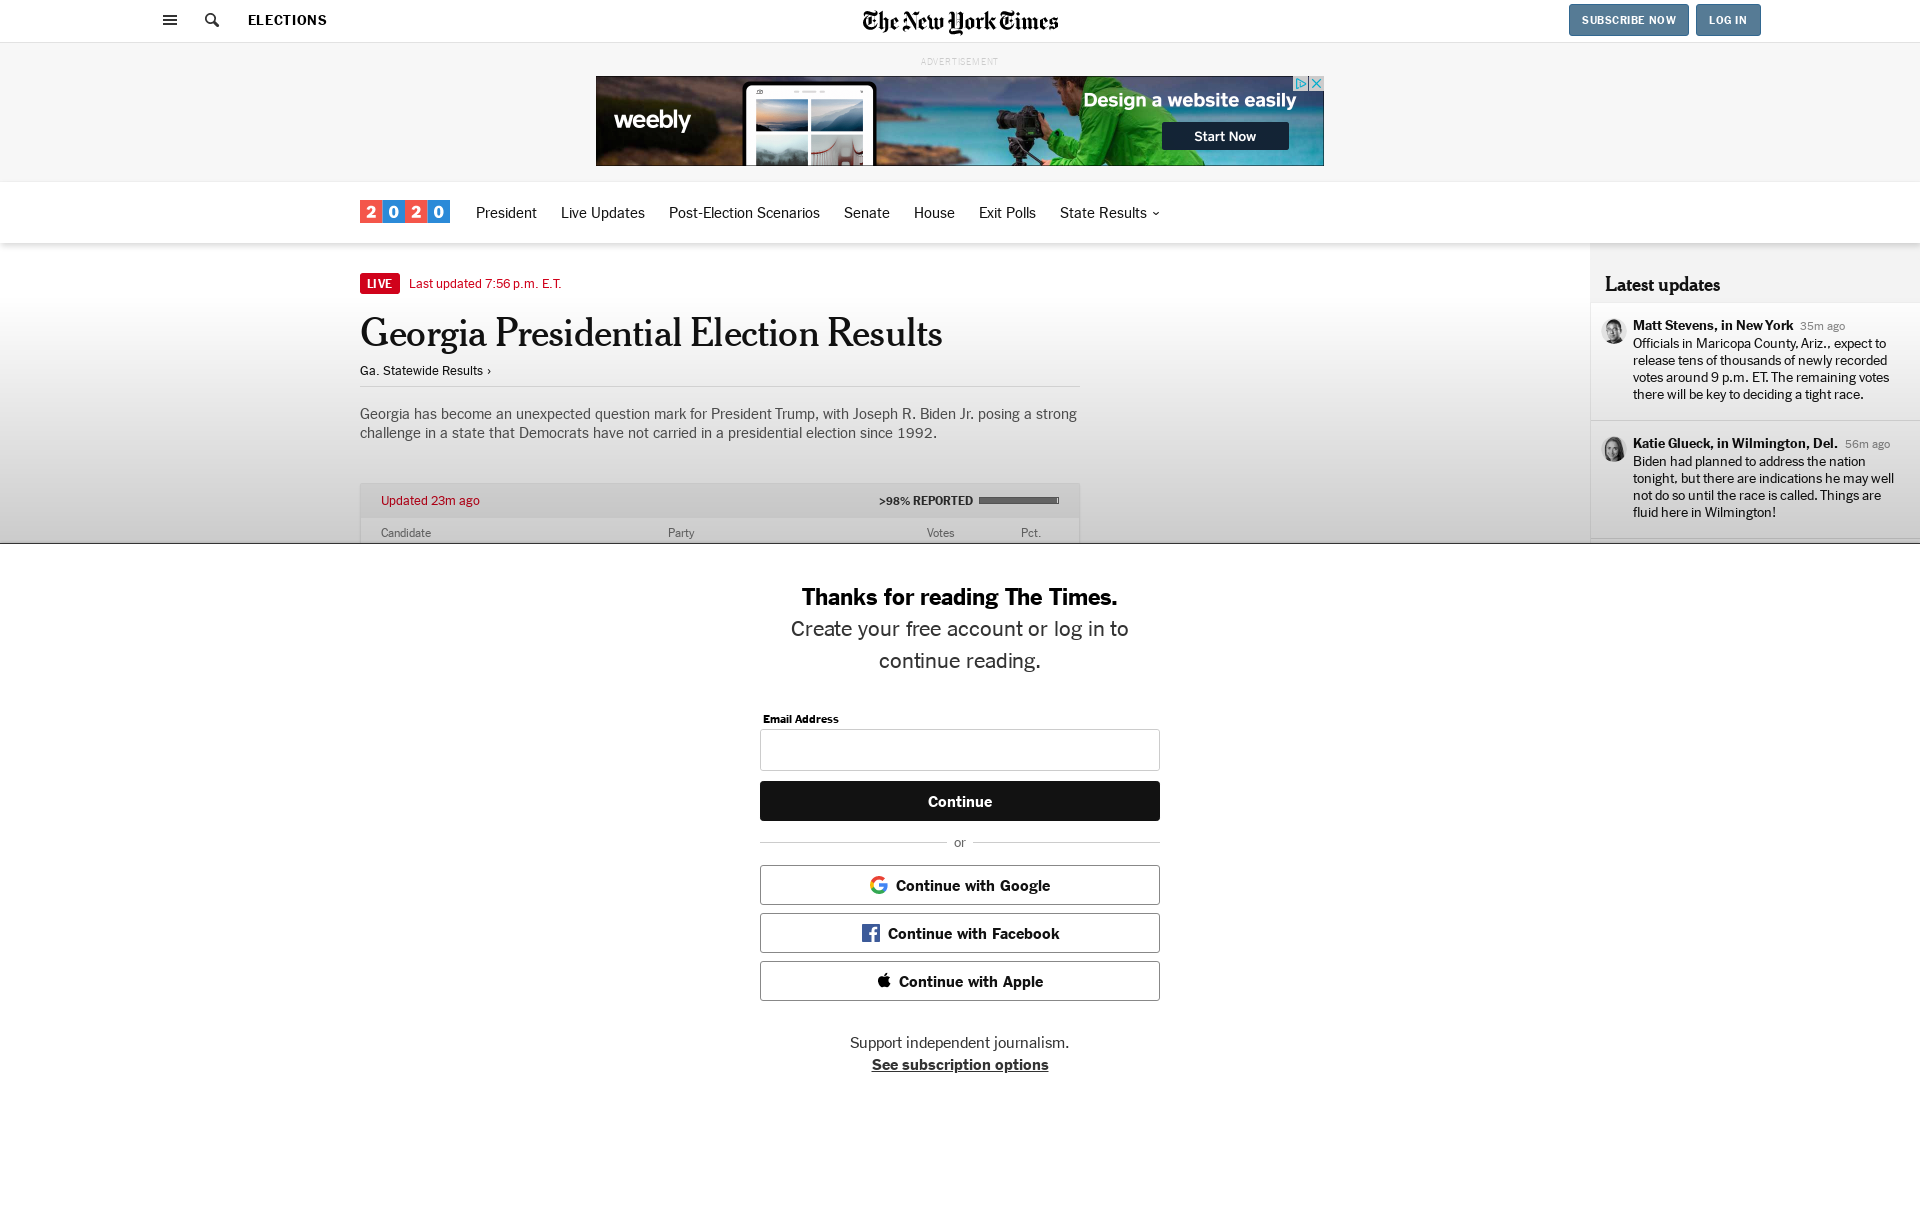 ELECTIONS
The New York Times
SUBSCRIBE NOW
LOG IN
ADVERTISEMENT
weebly
Design a website easily
Start Now
2020
President
Live Updates
Post-Election Scenarios
Senate
House
Exit Polls
State Results
LIVE
Last updated 7:56 p.m. E.T.
Georgia Presidential Election Results
Ga. Statewide Results ›
Georgia has become an unexpected question mark for President Trump, with Joseph R. Biden Jr. posing a strong
challenge in a state that Democrats have not carried in a presidential election since 1992.
Updated 23m ago
>98% REPORTED
Candidate
Party
Votes
Pct.
Latest updates
Matt Stevens, in New York 35m ago
Officials in Maricopa County, Ariz., expect to
release tens of thousands of newly recorded
votes around 9 p.m. ET. The remaining votes
there will be key to deciding a tight race.
Katie Glueck, in Wilmington, Del. 56m ago
Biden had planned to address the nation
tonight, but there are indications he may well
not do so until the race is called. Things are
fluid here in Wilmington!
Thanks for reading The Times.
Create your free account or log in to
continue reading.
Email Address
Continue
or
Continue with Google
Continue with Facebook
Continue with Apple
Support independent journalism.
See subscription options